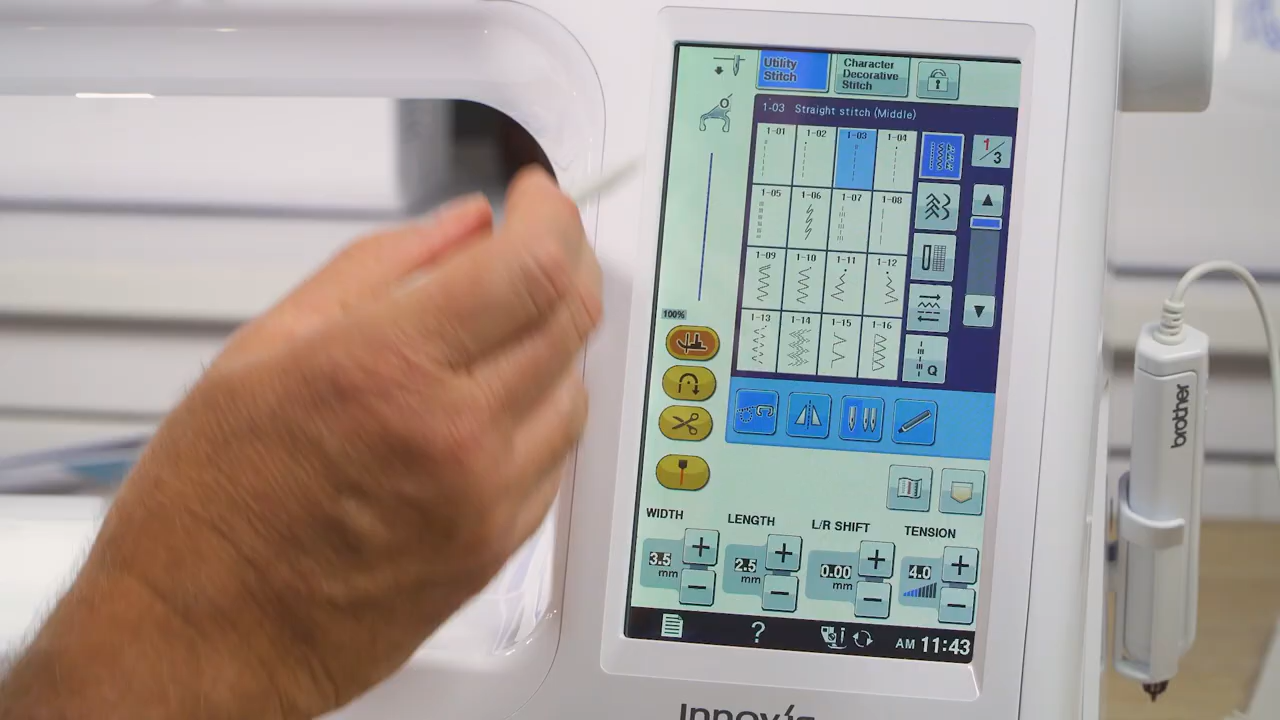 Utility
Stitch
Character
Decorative
Stitch
1-03 Straight stitch (Middle)
1-01 1-02 1-03 1-04
1/3
1-05 1-06 1-07 1-08
1-09 1-10 1-11 1-12
1-13 1-14 1-15 1-16
Q
100%
WIDTH LENGTH L/R SHIFT TENSION
3.5 mm 2.5 mm 0.00 mm 4.0
?
AM 11:43
brother
Innov-is